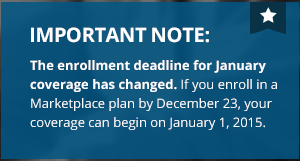 IMPORTANT NOTE:
The enrollment deadline for January
coverage has changed. If you enroll in a
Marketplace plan by December 23, your
coverage can begin on January 1, 2015.